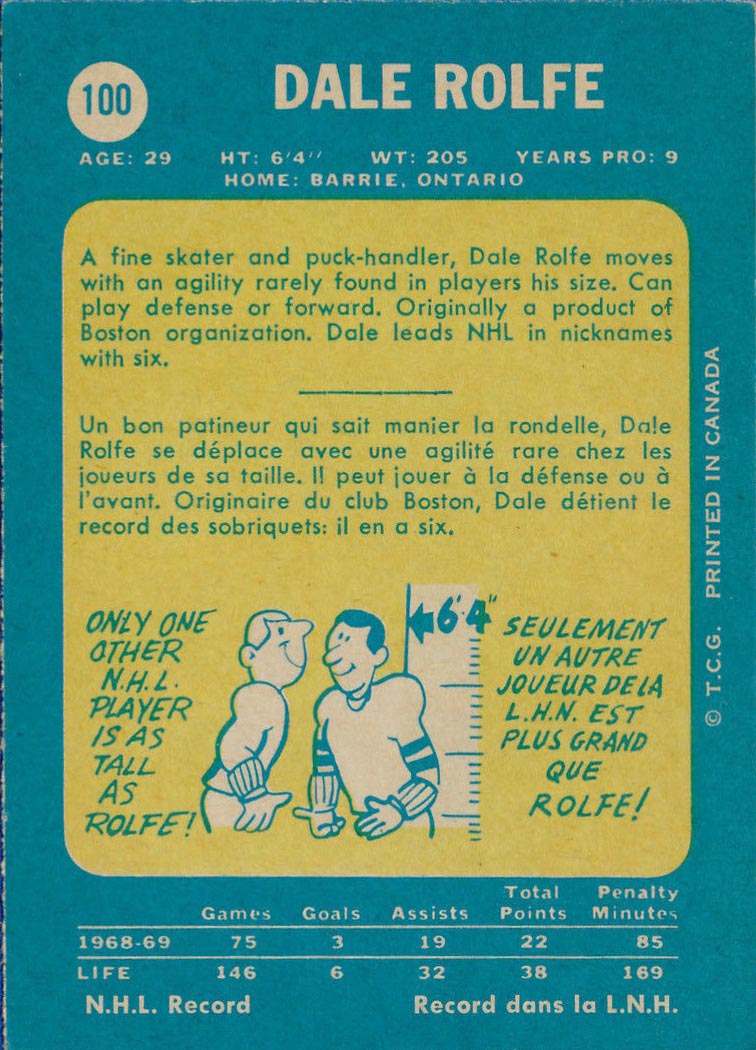 100
DALE ROLFE
AGE: 29 HT: 6'4'' WT: 205 YEARS PRO: 9
HOME: BARRIE, ONTARIO
A fine skater and puck-handler, Dale Rolfe moves
with an agility rarely found in players his size. Can
play defense or forward. Originally a product of
Boston organization. Dale leads NHL in nicknames
with six.
Un bon patineur qui sait manier la rondelle, Dale
Rolfe se déplace avec une agilité rare chez les
joueurs de sa taille. Il peut jouer à la défense ou à
l'avant. Originaire du club Boston, Dale détient le
record des sobriquets: il en a six.
ONLY ONE
OTHER
N.H.L.
PLAYER
IS AS
TALL
AS
ROLFE!
6'4"
SEULEMENT
UN AUTRE
JOUEUR DE LA
L.H.N. EST
PLUS GRAND
QUE
ROLFE!
© T.C.G. PRINTED IN CANADA
Games Goals Assists Total Points Penalty Minutes
1968-69 75 3 19 22 85
LIFE 146 6 32 38 169
N.H.L. Record Record dans la L.N.H.